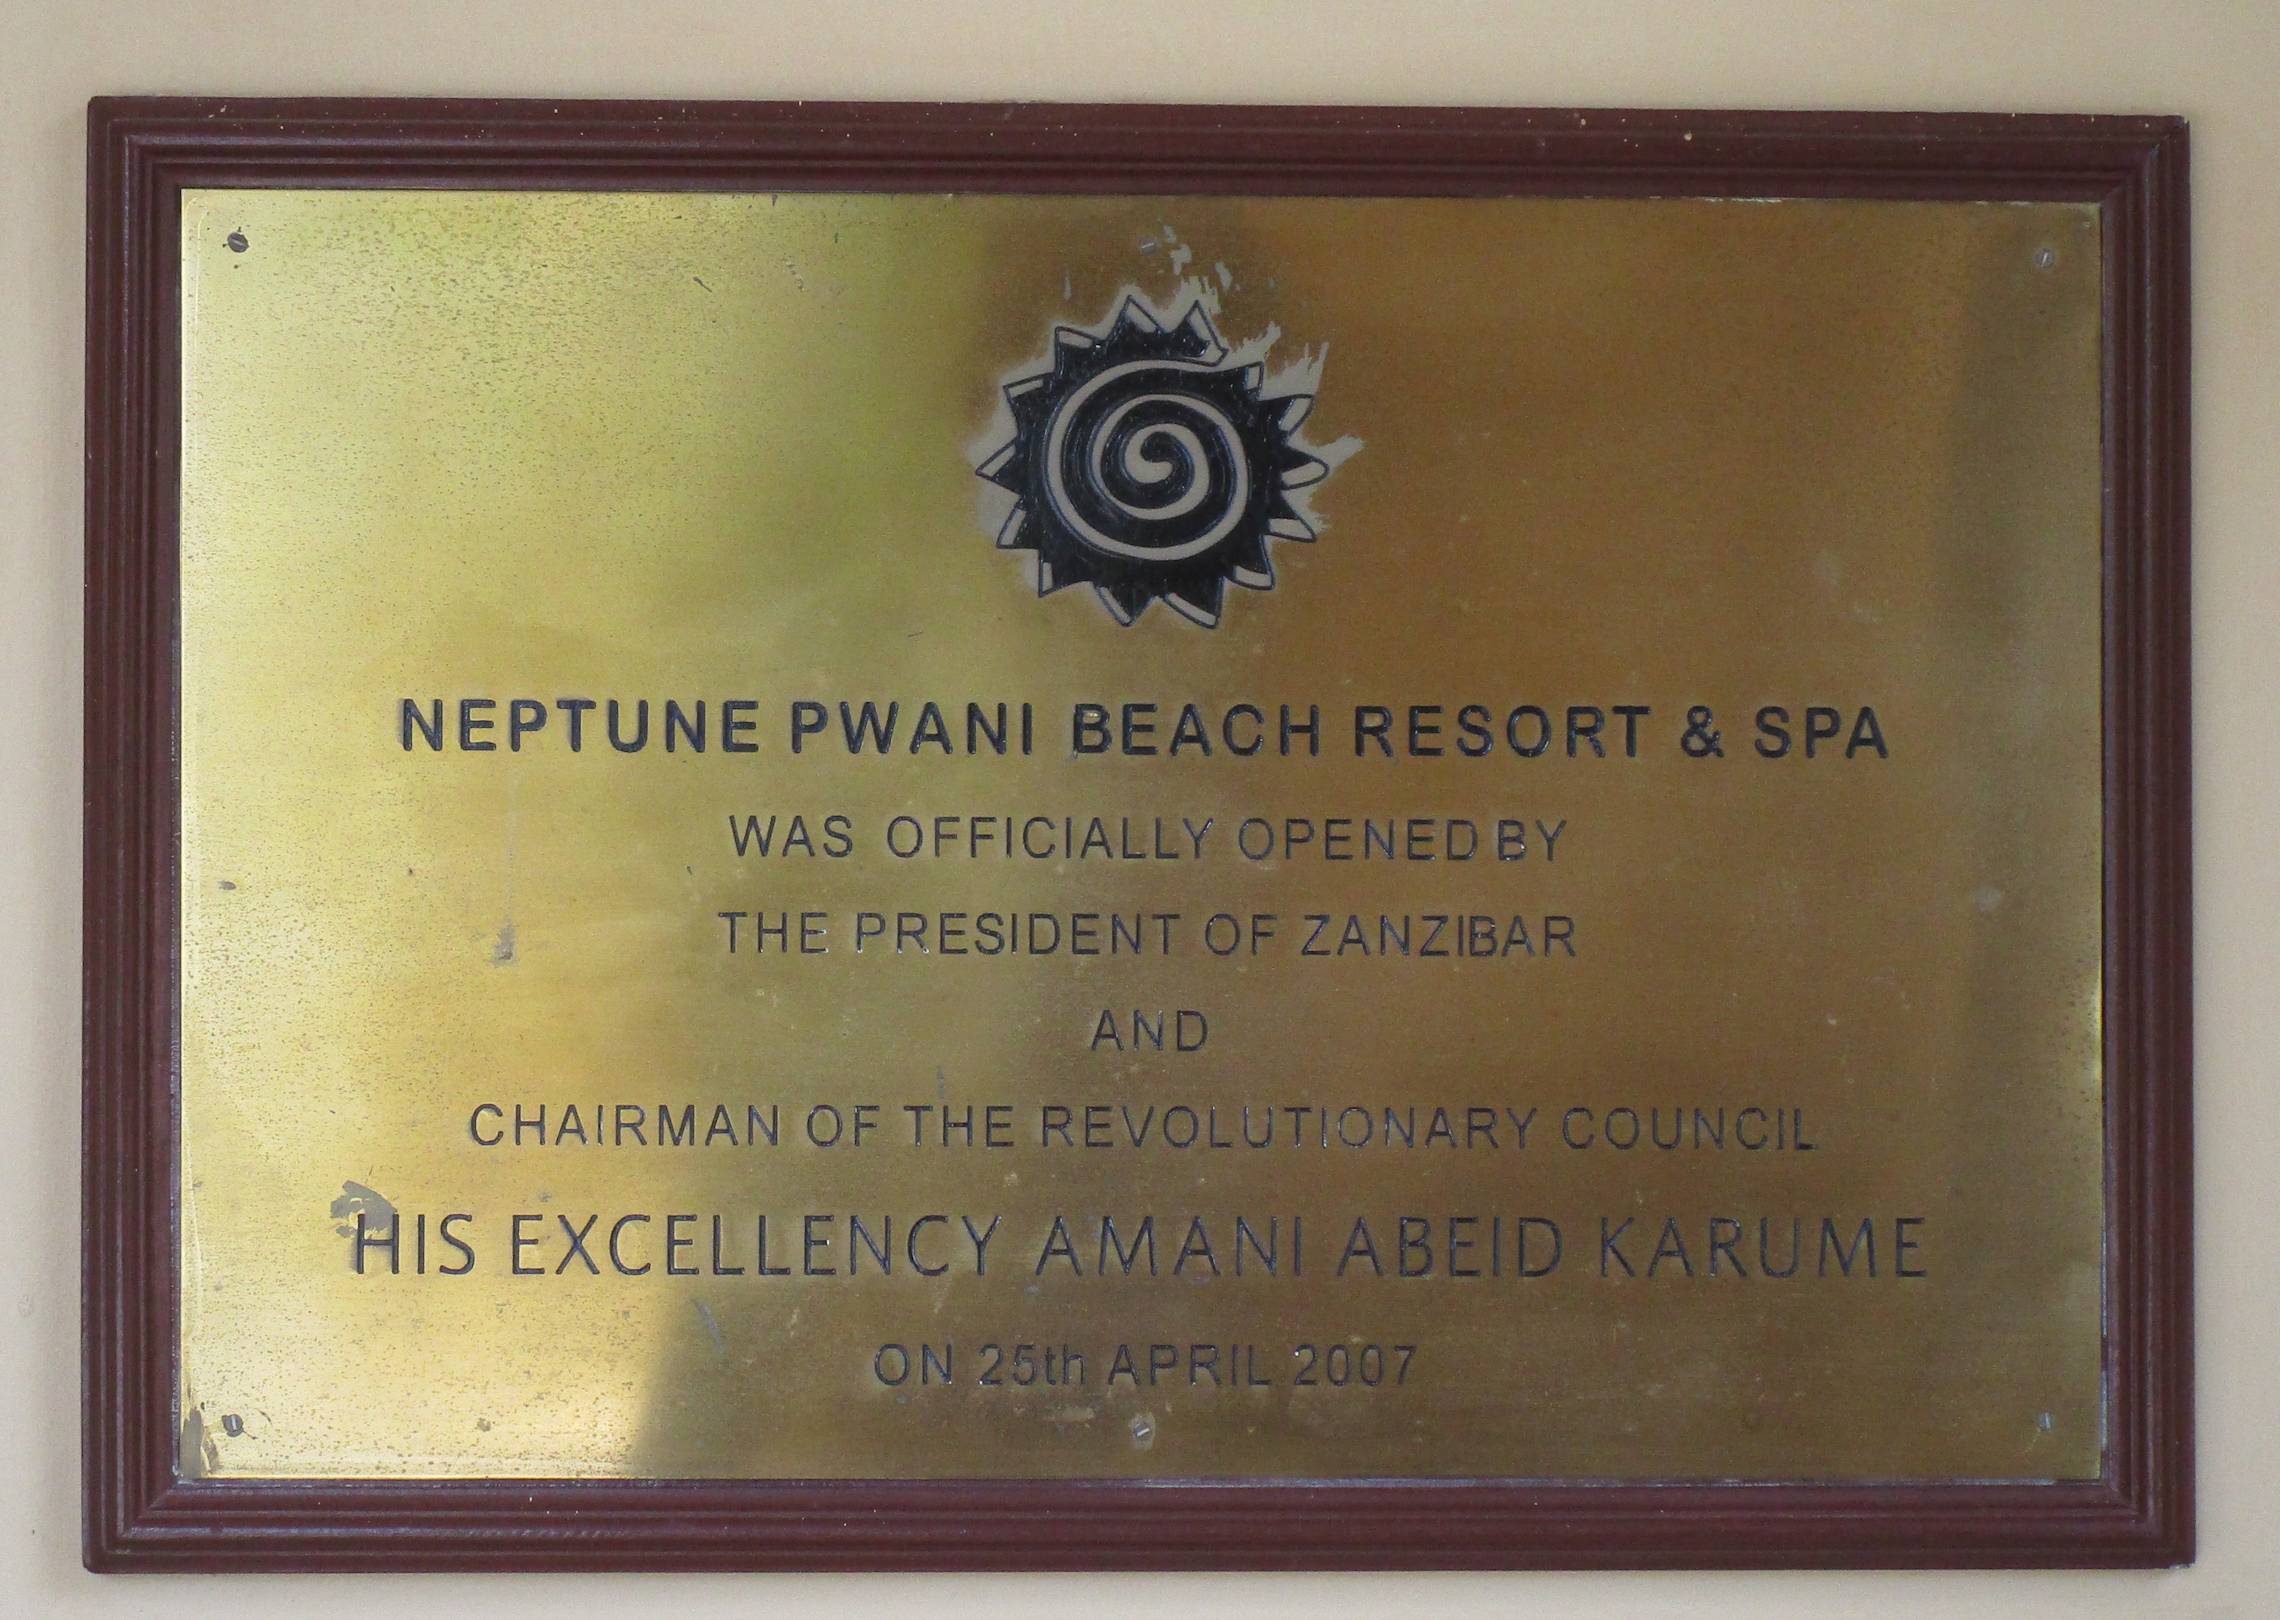 NEPTUNE PWANI BEACH RESORT & SPA
WAS OFFICIALLY OPENED BY
THE PRESIDENT OF ZANZIBAR
AND
CHAIRMAN OF THE REVOLUTIONARY COUNCIL
HIS EXCELLENCY AMANI ABEID KARUME
ON 25th APRIL 2007